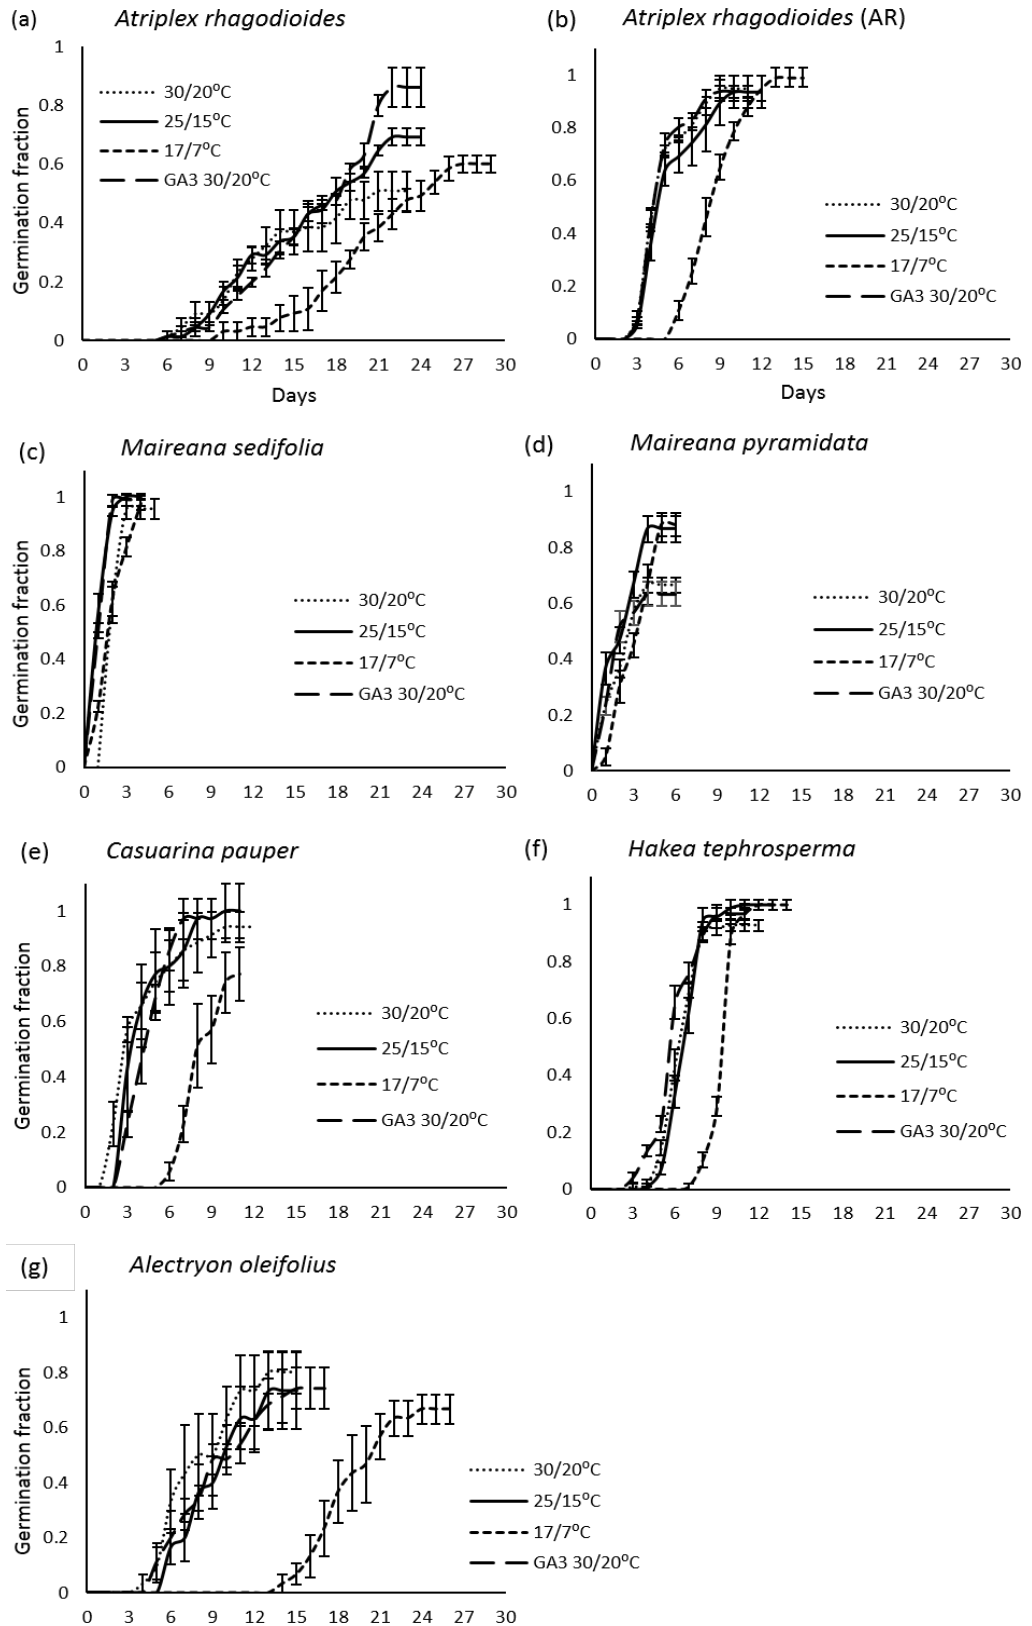 (a) Atriplex rhagodioides
1
0.8
0.6
0.4
0.2
0
Germination fraction
30/20°C
25/15°C
17/7°C
GA3 30/20°C
0 3 6 9 12 15 18 21 24 27 30
Days
(b) Atriplex rhagodioides (AR)
1
0.8
0.6
0.4
0.2
0
30/20°C
25/15°C
17/7°C
GA3 30/20°C
0 3 6 9 12 15 18 21 24 27 30
Days
(c) Maireana sedifolia
1
0.8
0.6
0.4
0.2
0
Germination fraction
30/20°C
25/15°C
17/7°C
GA3 30/20°C
0 3 6 9 12 15 18 21 24 27 30
(d) Maireana pyramidata
1
0.8
0.6
0.4
0.2
0
30/20°C
25/15°C
17/7°C
GA3 30/20°C
0 3 6 9 12 15 18 21 24 27 30
(e) Casuarina pauper
1
0.8
0.6
0.4
0.2
0
Germination fraction
30/20°C
25/15°C
17/7°C
GA3 30/20°C
0 3 6 9 12 15 18 21 24 27 30
(f) Hakea tephrosperma
1
0.8
0.6
0.4
0.2
0
30/20°C
25/15°C
17/7°C
GA3 30/20°C
0 3 6 9 12 15 18 21 24 27 30
(g) Alectryon oleifolius
1
0.8
0.6
0.4
0.2
0
Germination fraction
30/20°C
25/15°C
17/7°C
GA3 30/20°C
0 3 6 9 12 15 18 21 24 27 30